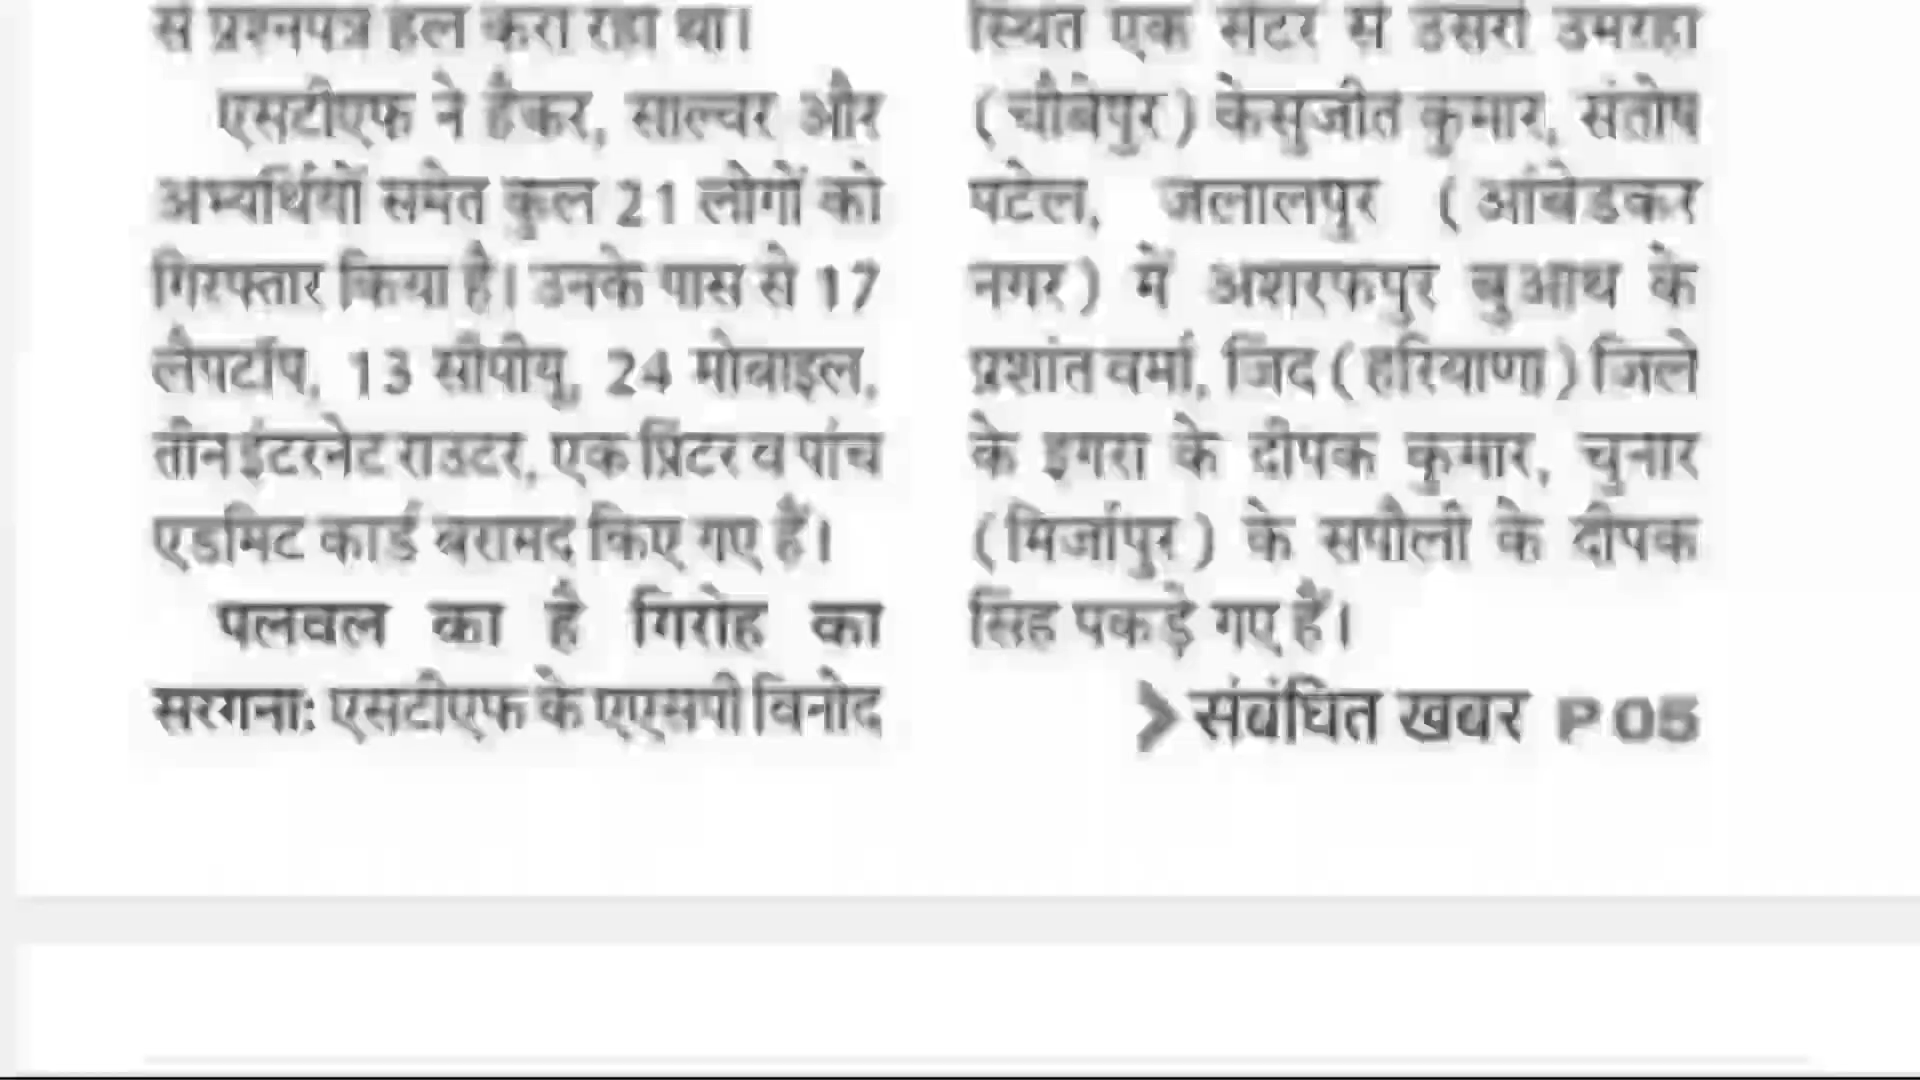 से प्रश्नपत्र हल करा रहा था।
एसटीएफ ने हैकर, साल्वर और
अभ्यर्थियों समेत कुल 21 लोगों को
गिरफ्तार किया है। उनके पास से 17
लैपटॉप, 13 सीपीयू, 24 मोबाइल,
तीन इंटरनेट राउटर, एक प्रिंटर व पांच
एडमिट कार्ड बरामद किए गए हैं।
पलवल का है गिरोह का
सरगना: एसटीएफ के एएसपी विनोद
स्थित एक सेंटर से उमरहा
(चौबेपुर) केसुजीत कुमार, संतोष
पटेल, जलालपुर (आंबेडकर
नगर) में अशरफपुर बुआथ के
प्रशांत वर्मा, जिंद (हरियाणा) जिले
के इगरा के दीपक कुमार, चुनार
(मिर्जापुर) के सपौली के दीपक
सिंह पकड़े गए हैं।
संबंधित खबर P 05